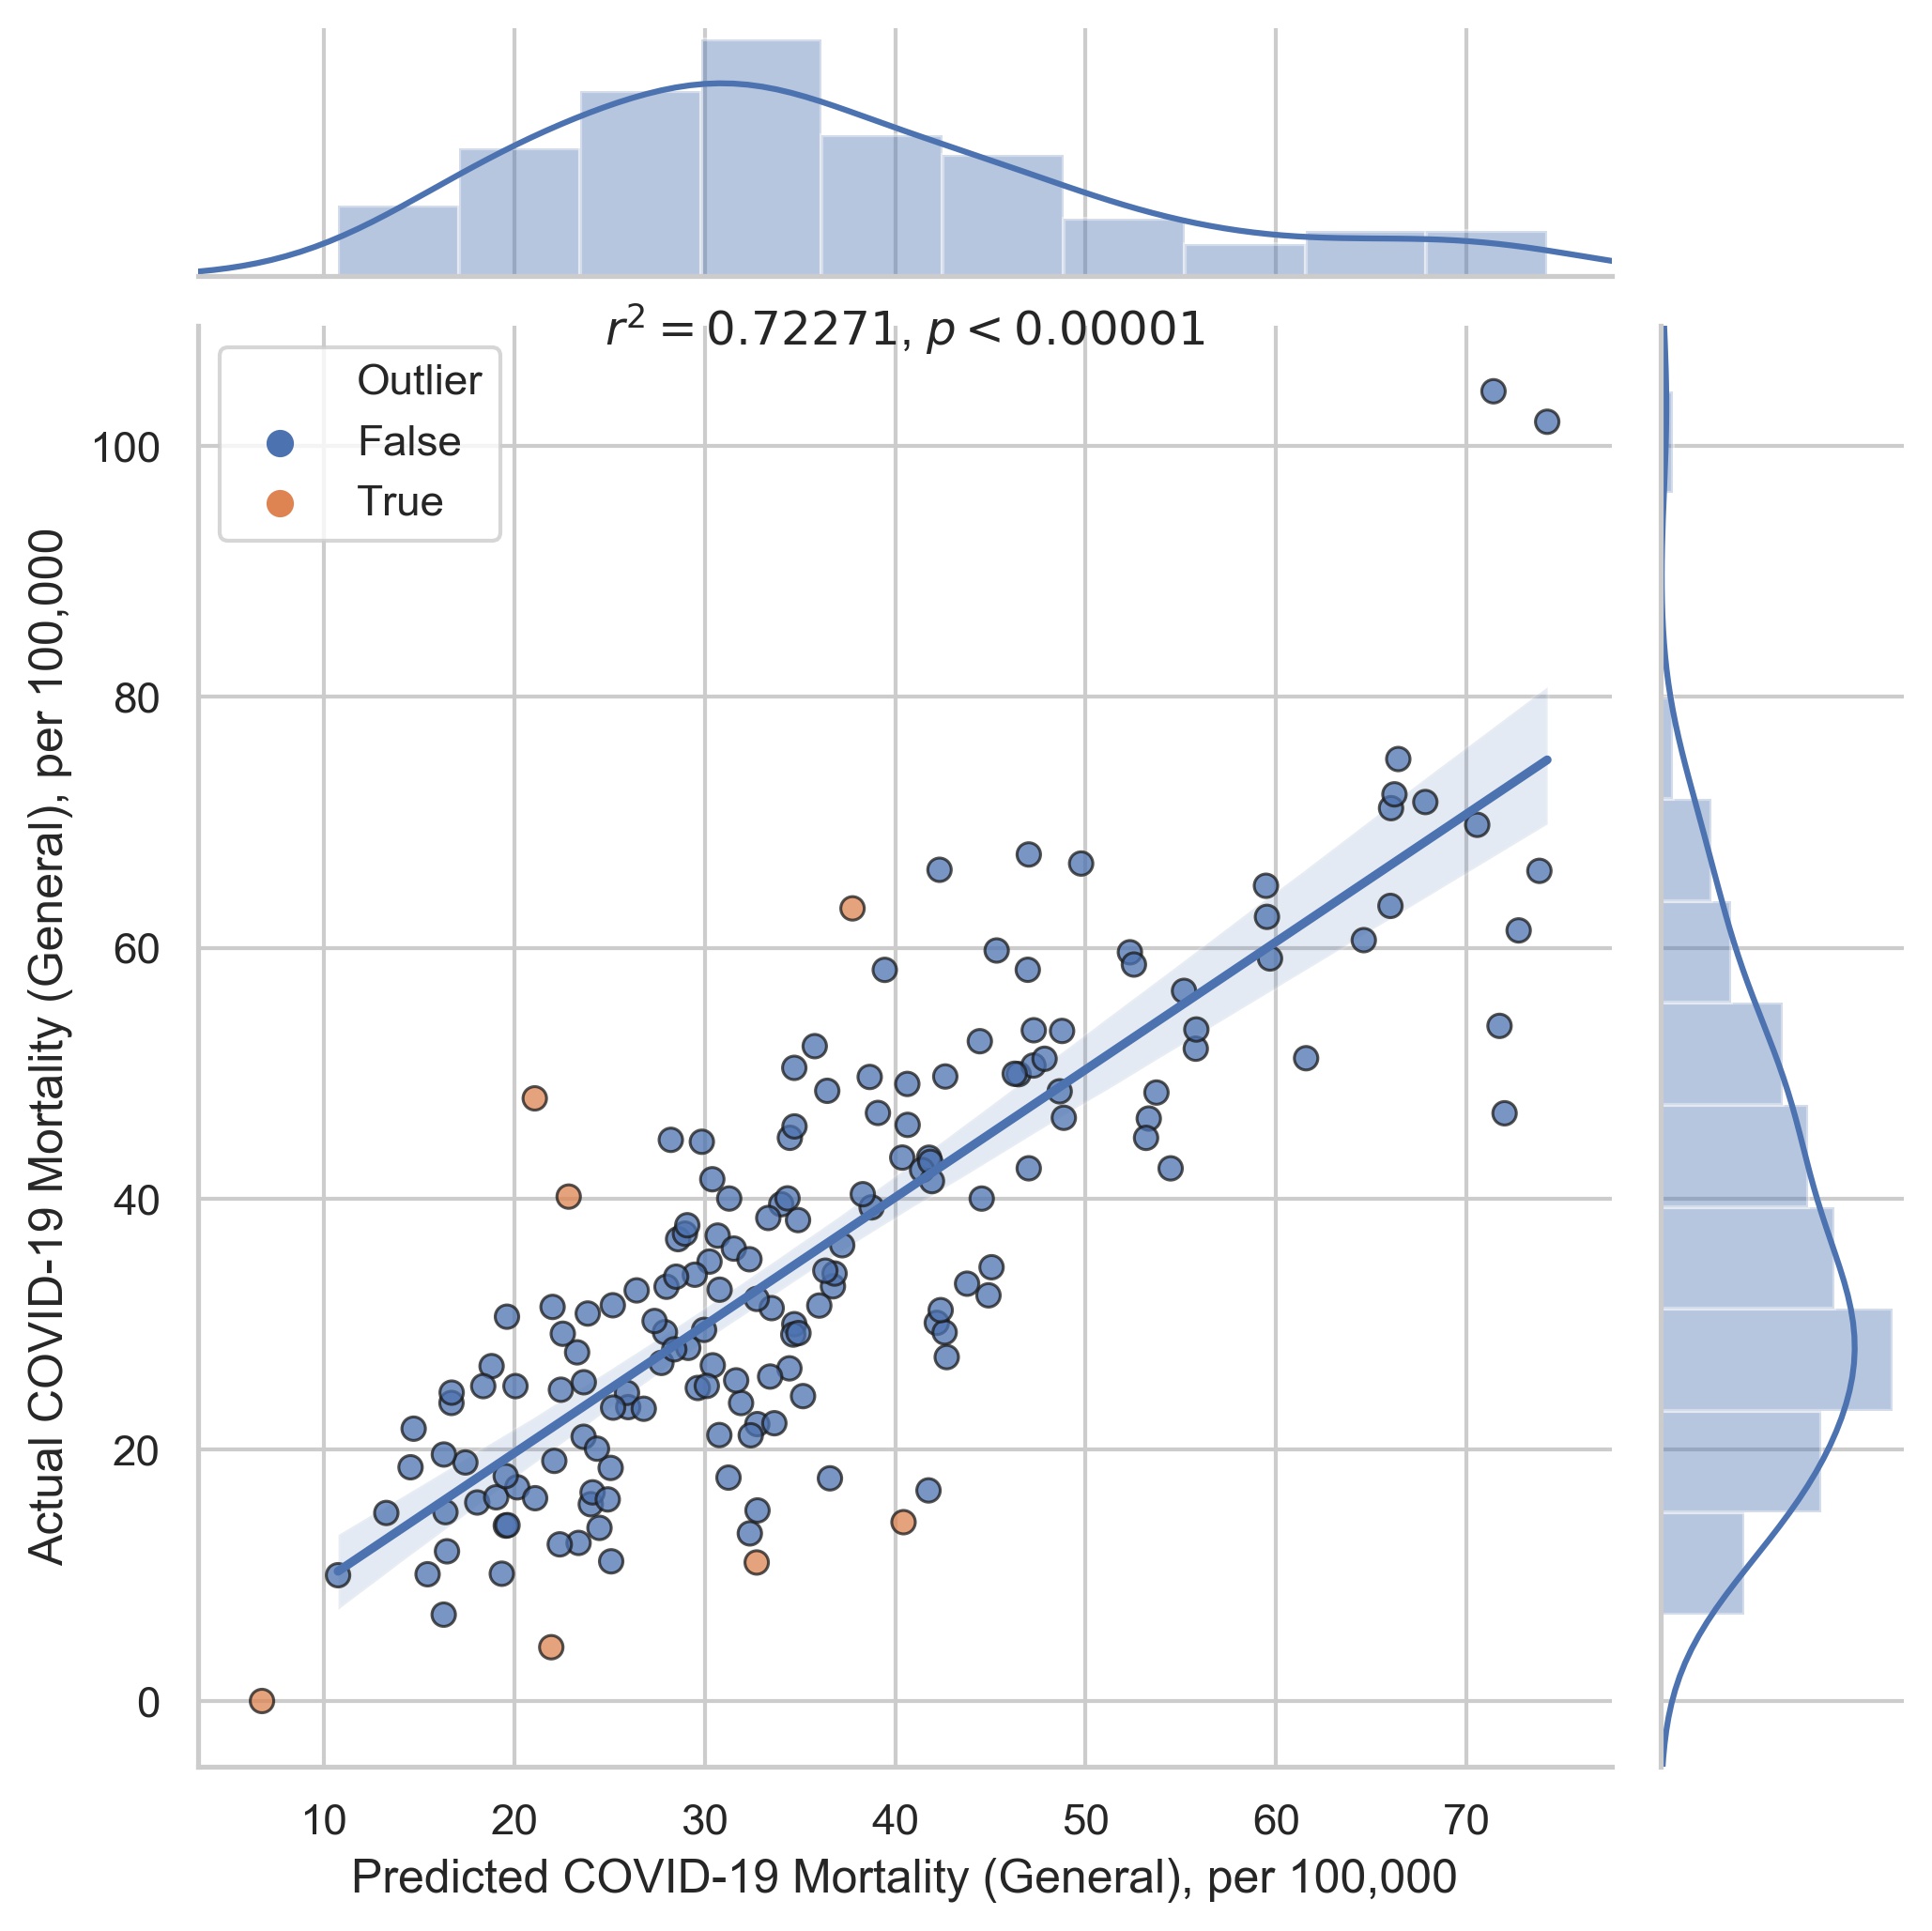 r² = 0.72271, p < 0.00001
Outlier
False
True
Actual COVID-19 Mortality (General), per 100,000
100
80
60
40
20
0
10 20 30 40 50 60 70
Predicted COVID-19 Mortality (General), per 100,000